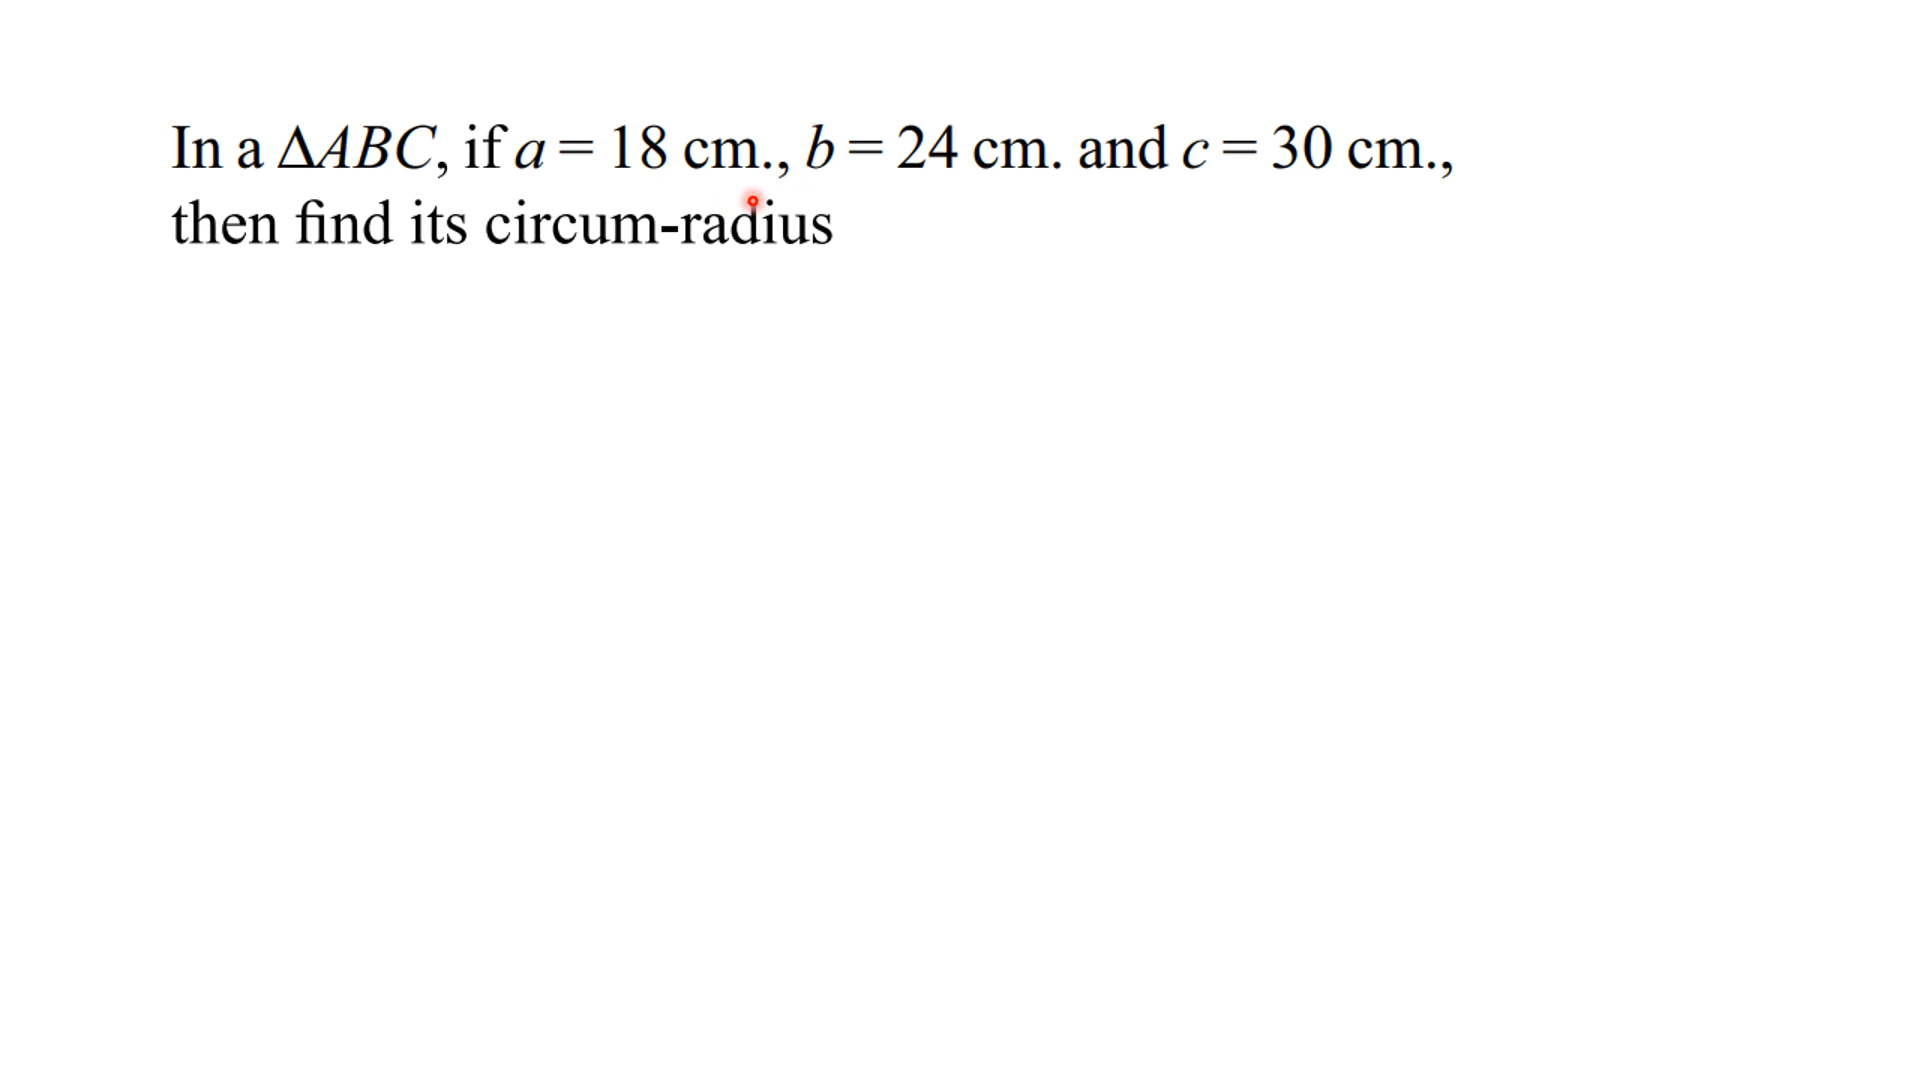 In a ΔABC, if a = 18 cm., b = 24 cm. and c = 30 cm.,
then find its circum-radius